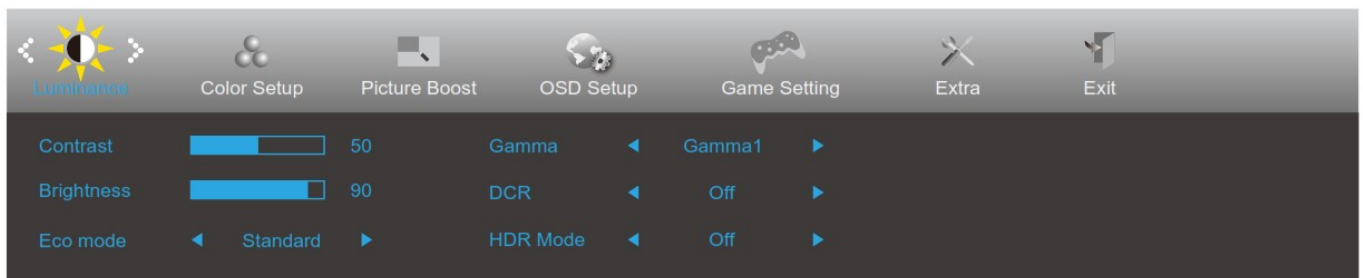 Luminance Color Setup Picture Boost OSD Setup Game Setting Extra Exit
Contrast 50 Gamma Gamma1
Brightness 90 DCR Off
Eco mode Standard HDR Mode Off